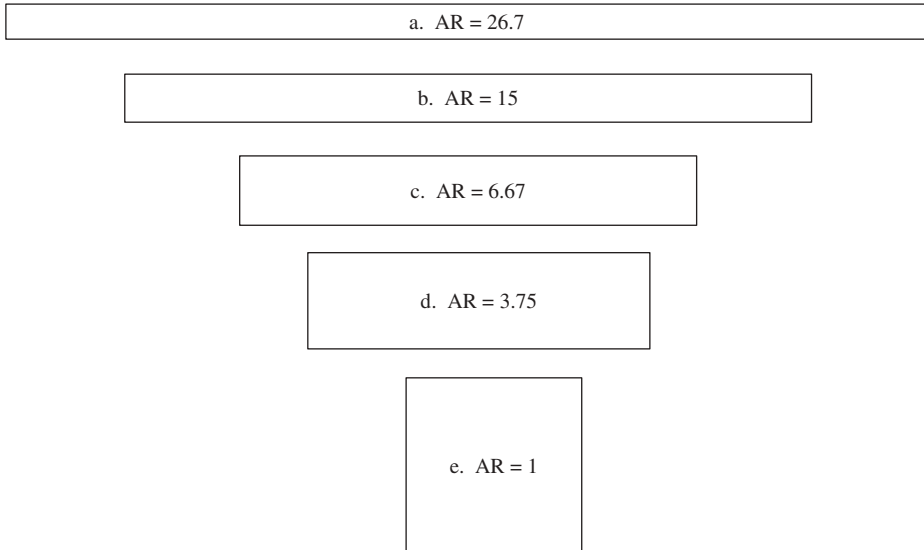 a. AR = 26.7
b. AR = 15
c. AR = 6.67
d. AR = 3.75
e. AR = 1